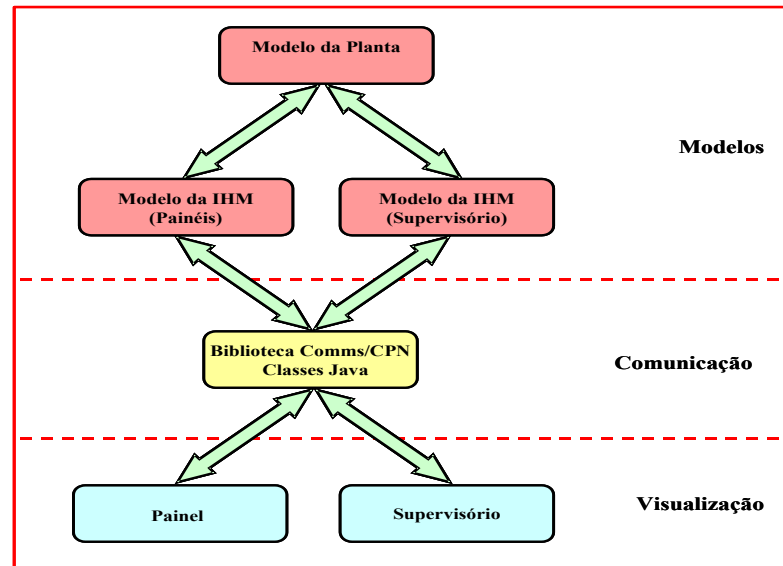 Modelo da Planta
Modelos
Modelo da IHM
(Painéis)
Modelo da IHM
(Supervisório)
Biblioteca Comms/CPN
Classes Java
Comunicação
Painel
Supervisório
Visualização